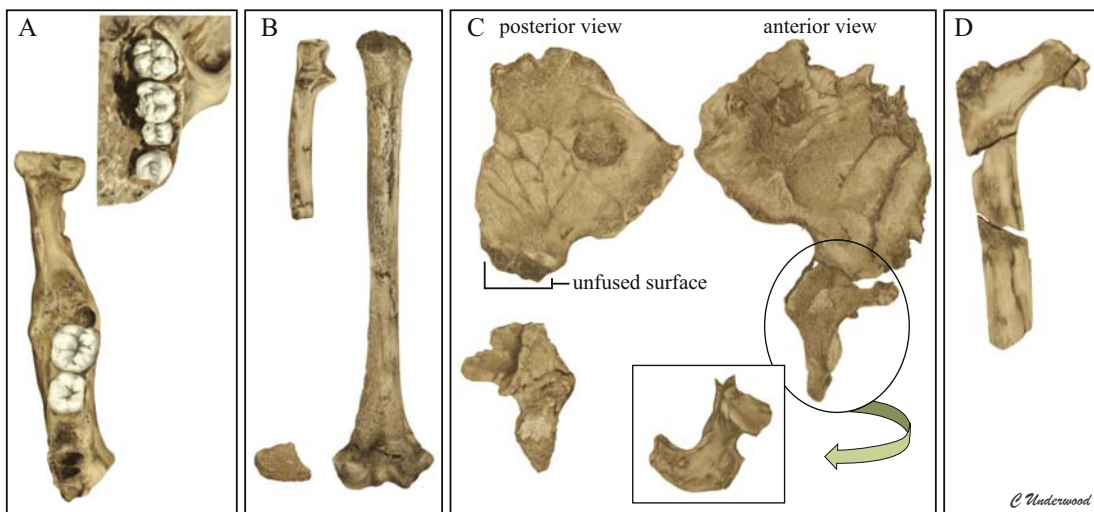 A
B
C posterior view anterior view
D
unfused surface
C Underwood